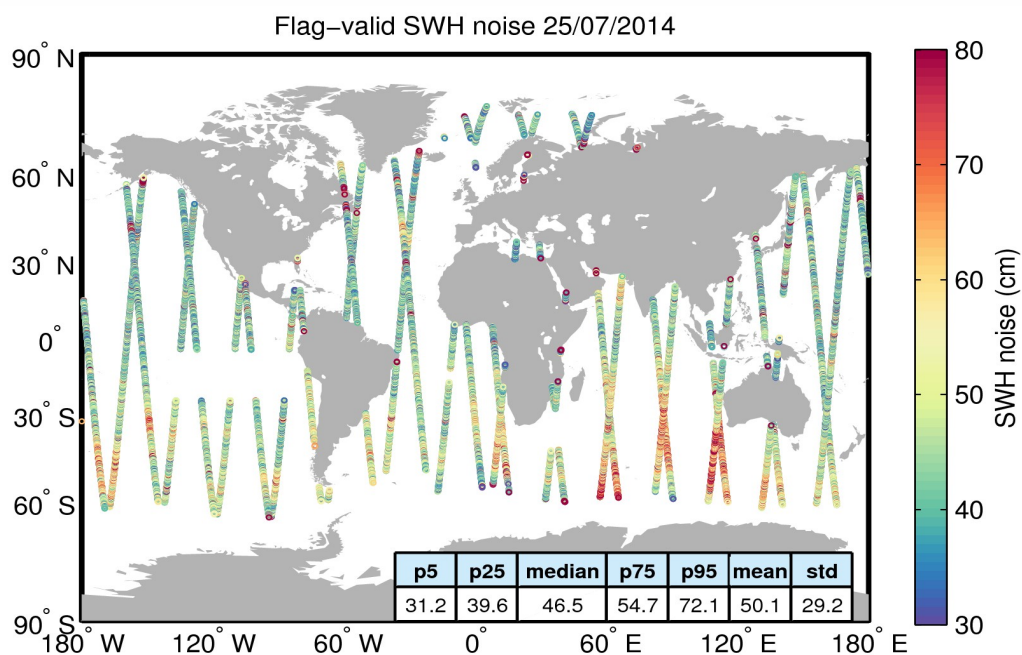 Flag−valid SWH noise 25/07/2014
90° N
60° N
30° N
0°
30° S
60° S
90° S
180° W
120° W
60° W
0°
60° E
120° E
180° E
80
70
60
50
40
30
SWH noise (cm)
p5 p25 median p75 p95 mean std
31.2 39.6 46.5 54.7 72.1 50.1 29.2